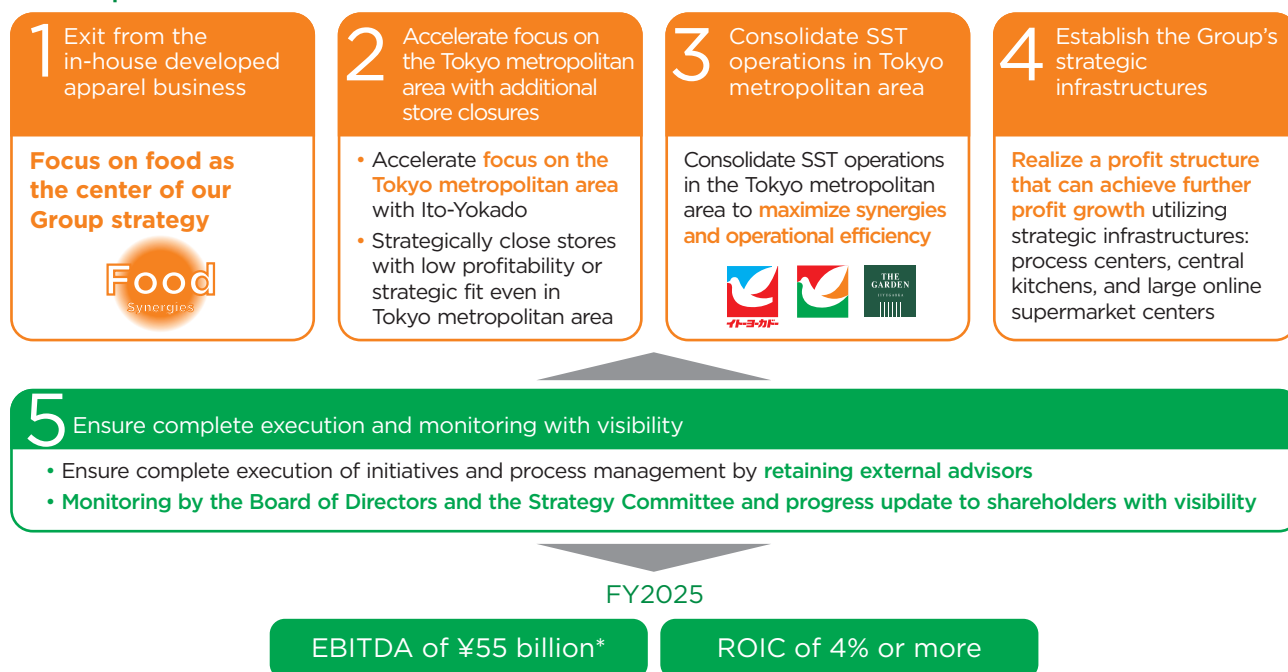 1 Exit from the
in-house developed
apparel business
Focus on food as
the center of our
Group strategy
Food
Synergies
2 Accelerate focus on
the Tokyo metropolitan
area with additional
store closures
• Accelerate focus on the
Tokyo metropolitan area
with Ito-Yokado
• Strategically close stores
with low profitability or
strategic fit even in
Tokyo metropolitan area
3 Consolidate SST
operations in Tokyo
metropolitan area
Consolidate SST operations
in the Tokyo metropolitan
area to maximize synergies
and operational efficiency
イトーヨーカドー
THE
GARDEN
4 Establish the Group's
strategic
infrastructures
Realize a profit structure
that can achieve further
profit growth utilizing
strategic infrastructures:
process centers, central
kitchens, and large online
supermarket centers
5 Ensure complete execution and monitoring with visibility
• Ensure complete execution of initiatives and process management by retaining external advisors
• Monitoring by the Board of Directors and the Strategy Committee and progress update to shareholders with visibility
FY2025
EBITDA of ¥55 billion*
ROIC of 4% or more